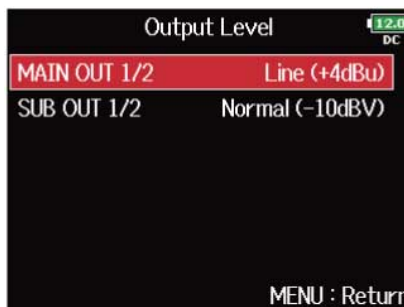 Output Level
12.0
DC
MAIN OUT 1/2 Line (+4dBu)
SUB OUT 1/2 Normal (−10dBV)
MENU : Return